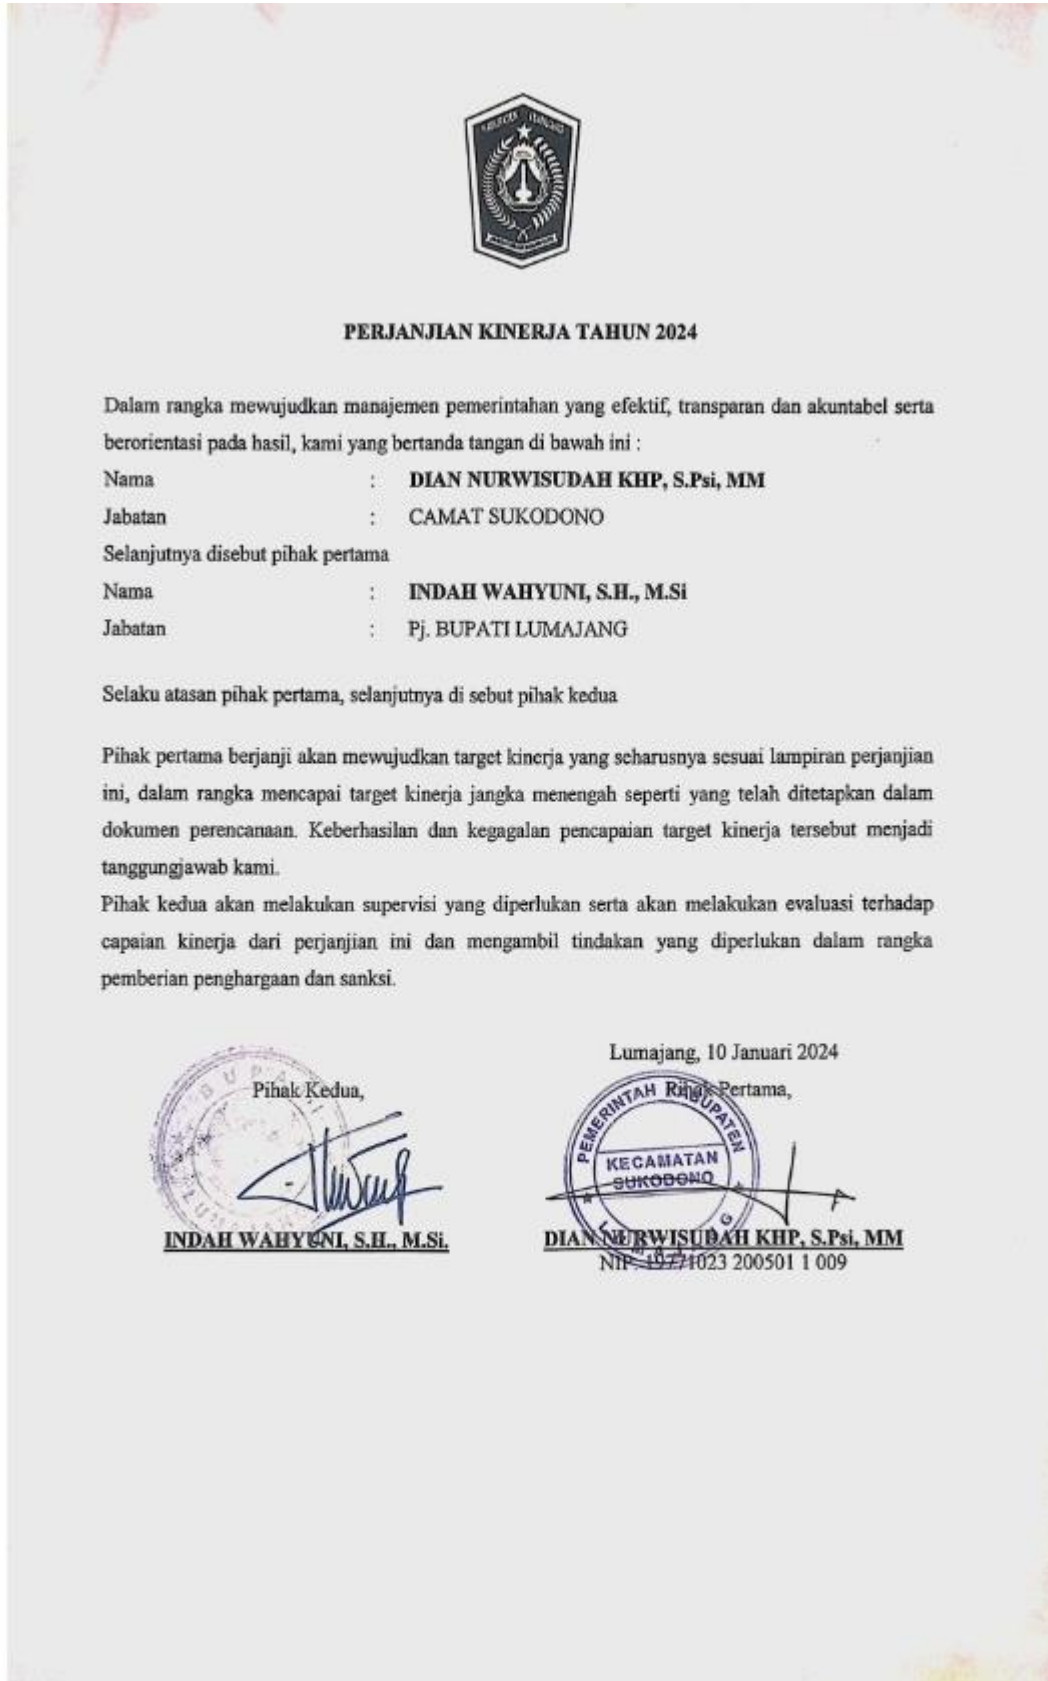 PERJANJIAN KINERJA TAHUN 2024
Dalam rangka mewujudkan manajemen pemerintahan yang efektif, transparan dan akuntabel serta
berorientasi pada hasil, kami yang bertanda tangan di bawah ini :
Nama : DIAN NURWISUDAH KHP, S.Psi, MM
Jabatan : CAMAT SUKODONO
Selanjutnya disebut pihak pertama
Nama : INDAH WAHYUNI, S.H., M.Si
Jabatan : Pj. BUPATI LUMAJANG
Selaku atasan pihak pertama, selanjutnya di sebut pihak kedua
Pihak pertama berjanji akan mewujudkan target kinerja yang seharusnya sesuai lampiran perjanjian
ini, dalam rangka mencapai target kinerja jangka menengah seperti yang telah ditetapkan dalam
dokumen perencanaan. Keberhasilan dan kegagalan pencapaian target kinerja tersebut menjadi
tanggungjawab kami.
Pihak kedua akan melakukan supervisi yang diperlukan serta akan melakukan evaluasi terhadap
capaian kinerja dari perjanjian ini dan mengambil tindakan yang diperlukan dalam rangka
pemberian penghargaan dan sanksi.
Lumajang, 10 Januari 2024
Pihak Kedua,
Pihak Pertama,
BUPATI
LUMAJANG
PEMERINTAH KABUPATEN
KECAMATAN
SUKODONO
LUMAJANG
INDAH WAHYUNI, S.H., M.Si.
DIAN NURWISUDAH KHP, S.Psi, MM
NIP. 19771023 200501 1 009